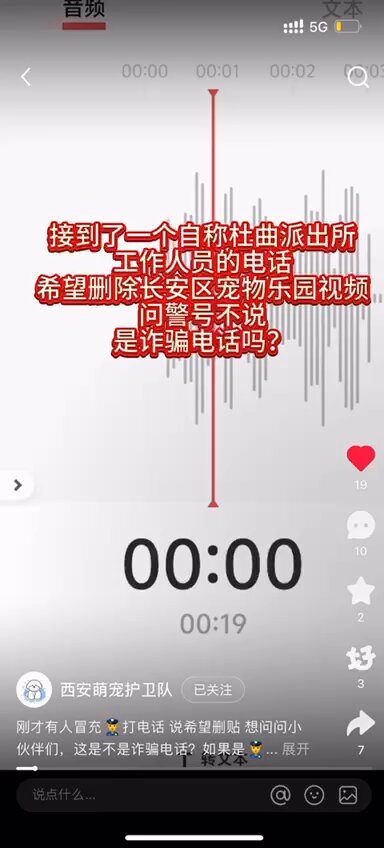 音频
文本
5G
00:00
00:01
00:02
00:03
接到了一个自称杜曲派出所
工作人员的电话
希望删除长安区宠物乐园视频
问警号不说
是诈骗电话吗？
19
10
2
3
00:00
00:19
西安萌宠护卫队
已关注
刚才有人冒充👮打电话 说希望删贴 想问问小
伙伴们，这是不是诈骗电话？如果是👮... 展开
7
转文本
说点什么...